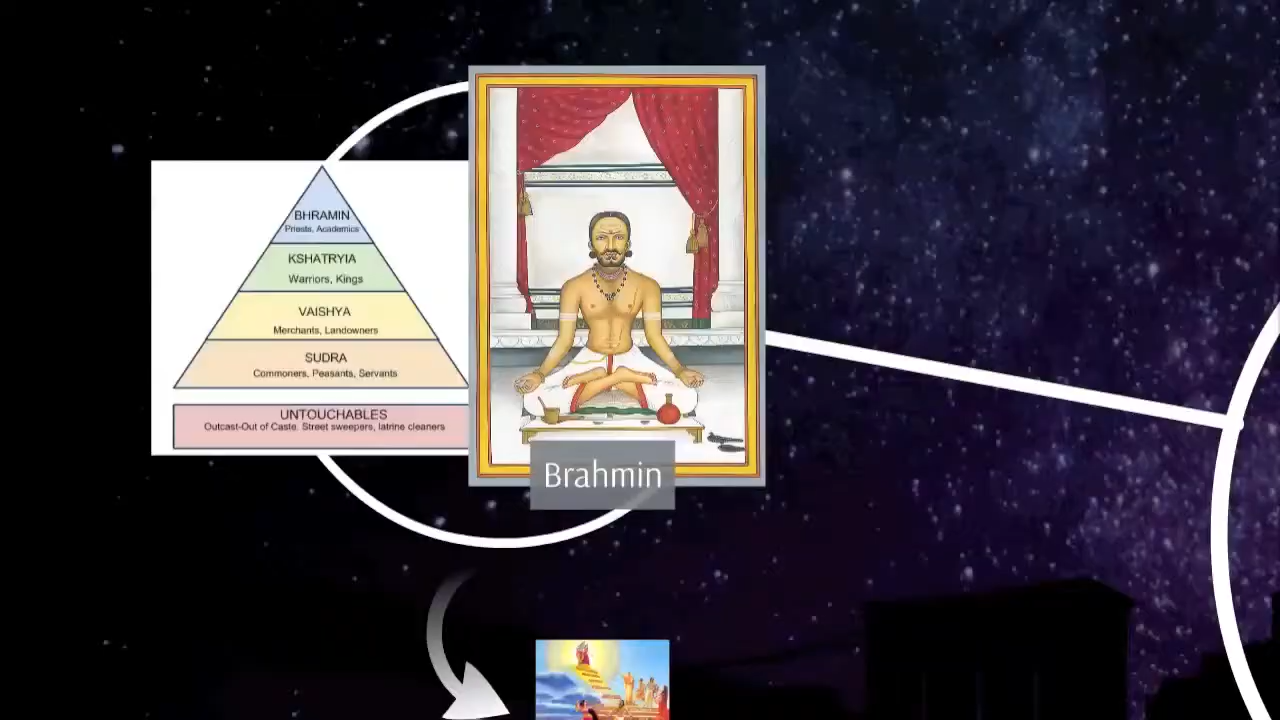 BHRAMIN
Priests, Academics
KSHATRYIA
Warriors, Kings
VAISHYA
Merchants, Landowners
SUDRA
Commoners, Peasants, Servants
UNTOUCHABLES
Outcast-Out of Caste. Street sweepers, latrine cleaners
Brahmin